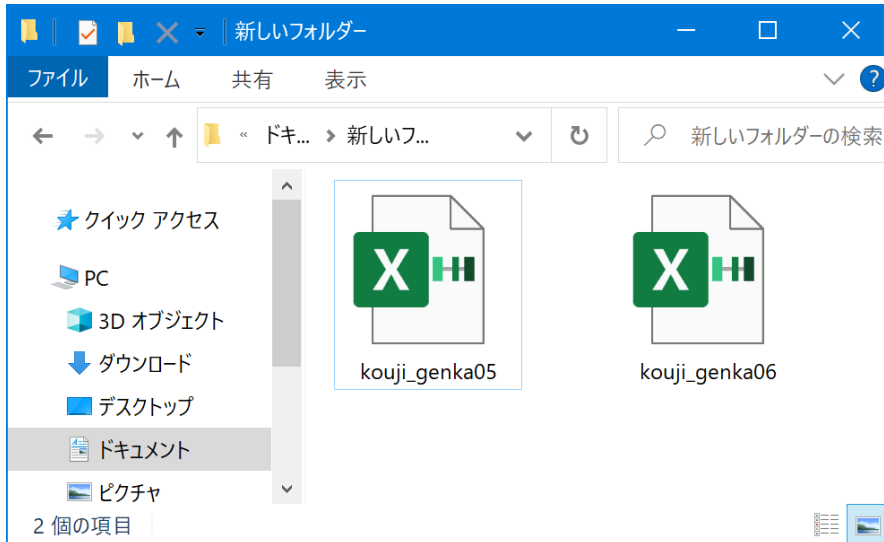 新しいフォルダー
ファイル ホーム 共有 表示 ?
« ドキ... 新しいフ... 新しいフォルダーの検索
クイック アクセス
PC
3D オブジェクト
ダウンロード
デスクトップ
ドキュメント
ピクチャ
X
kouji_genka05
X
kouji_genka06
2 個の項目